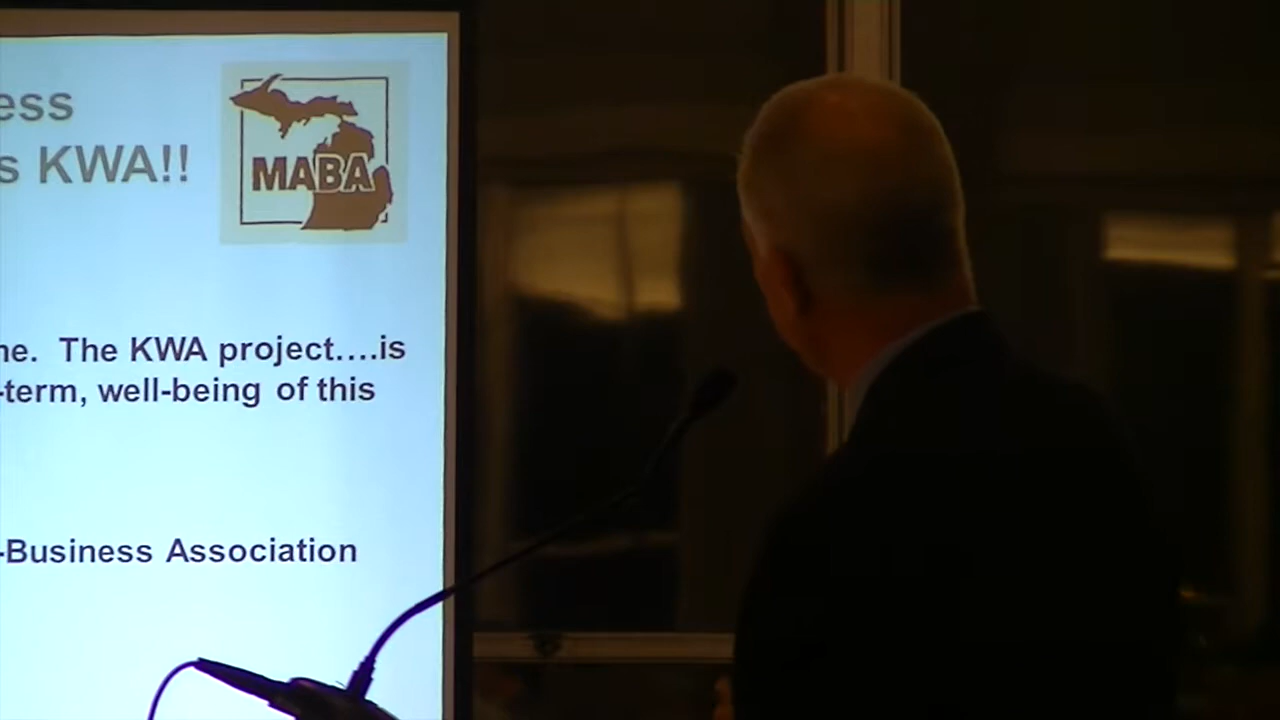 ess
s KWA!!
MABA
ne. The KWA project....is
-term, well-being of this
-Business Association